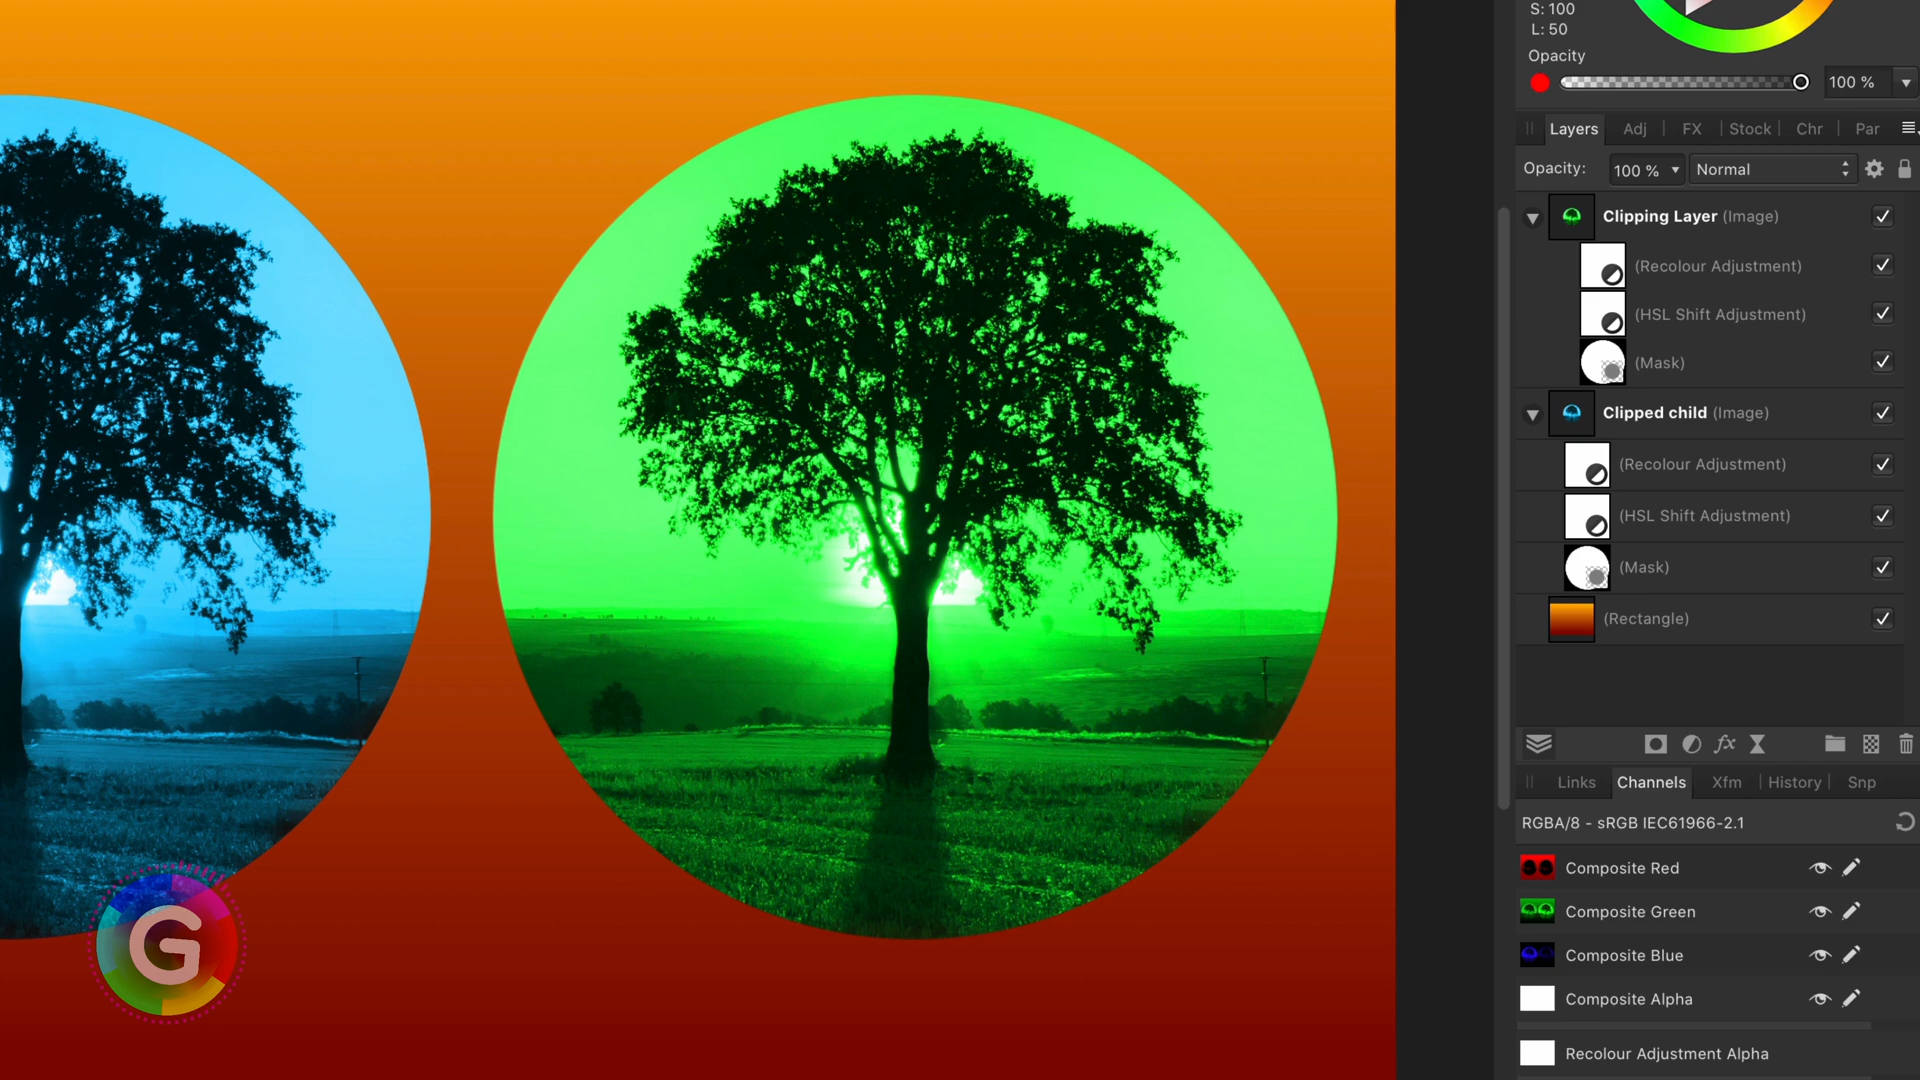 S: 100
L: 50
Opacity
100 %
Layers Adj FX Stock Chr Par
Opacity: 100 % Normal
Clipping Layer (Image)
(Recolour Adjustment)
(HSL Shift Adjustment)
(Mask)
Clipped child (Image)
(Recolour Adjustment)
(HSL Shift Adjustment)
(Mask)
(Rectangle)
fx
Links Channels Xfm History Snp
RGBA/8 - sRGB IEC61966-2.1
Composite Red
Composite Green
Composite Blue
Composite Alpha
Recolour Adjustment Alpha
G